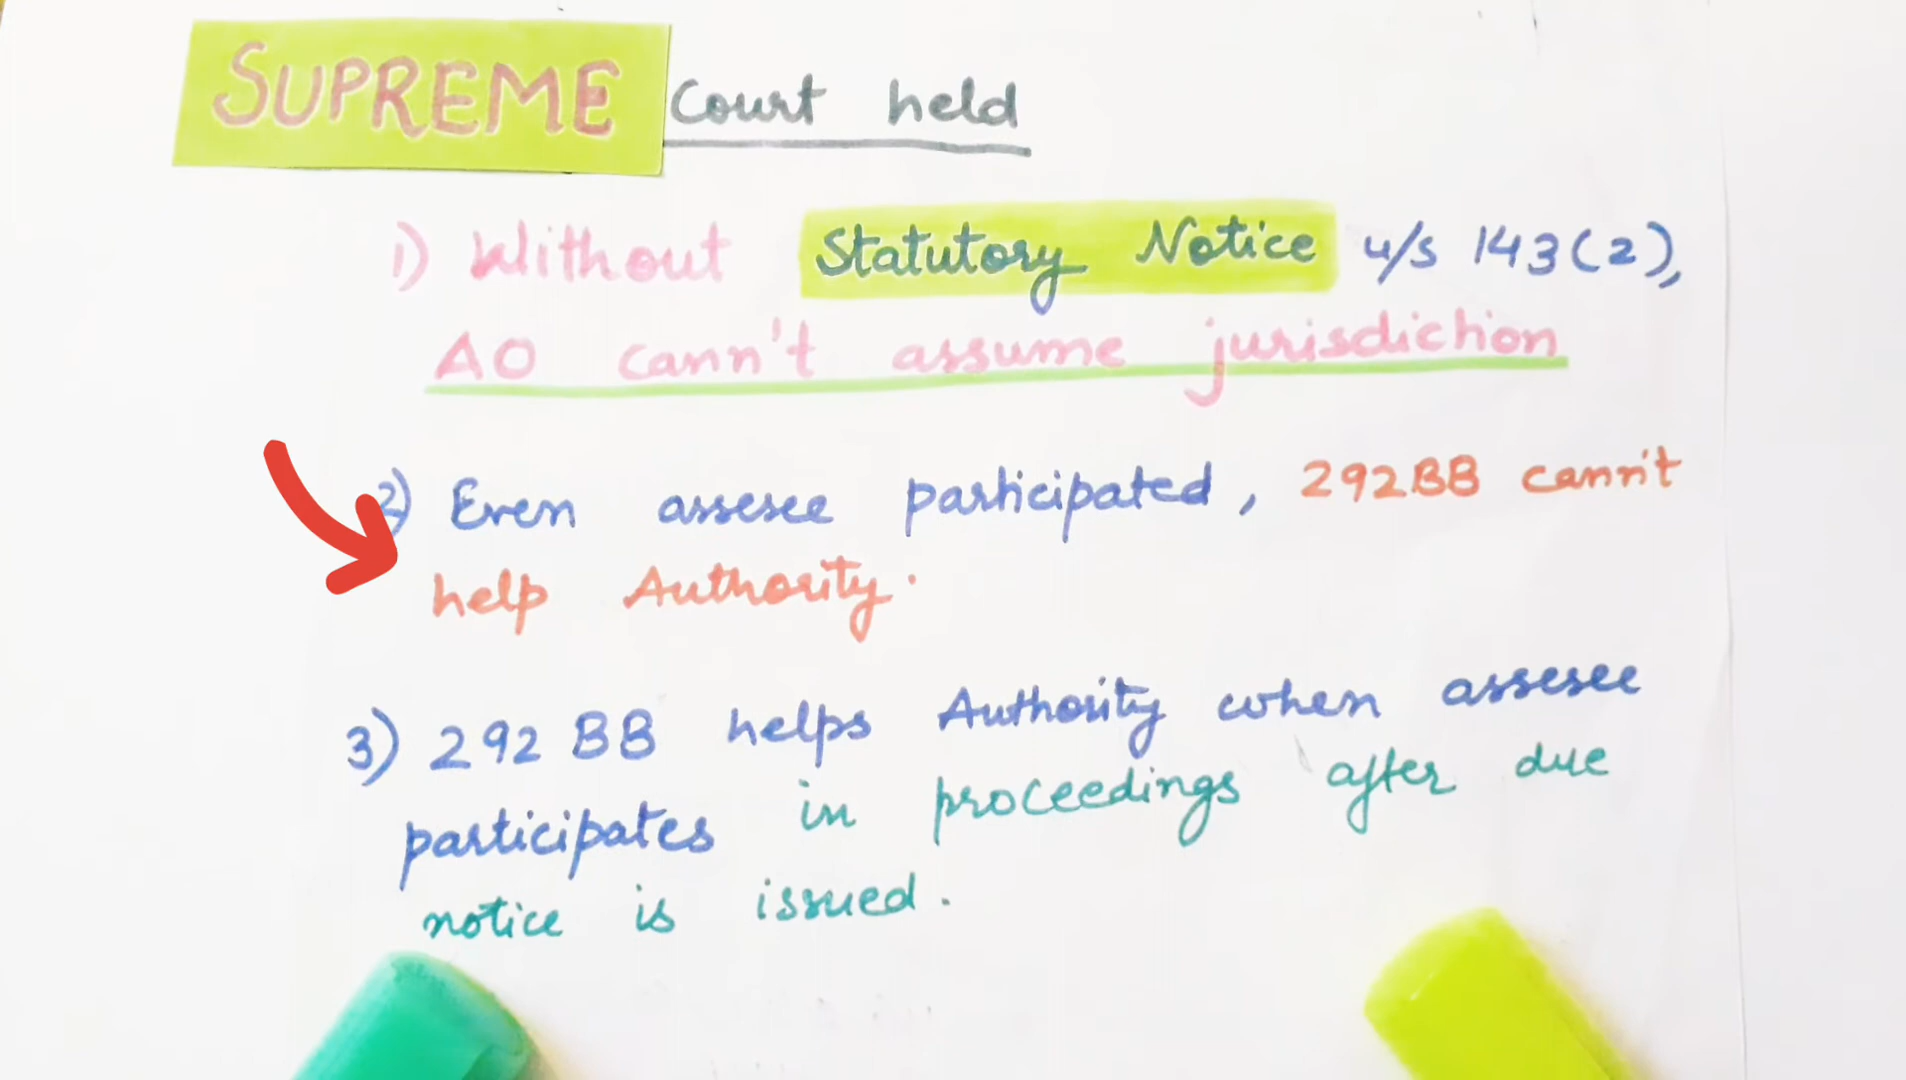 SUPREME Court held
1) Without Statutory Notice u/s 143(2),
AO cann't assume jurisdiction
2) Even assesee participated, 292BB cann't
help Authority.
3) 292 BB helps Authority when assesee
participates in proceedings after due
notice is issued.